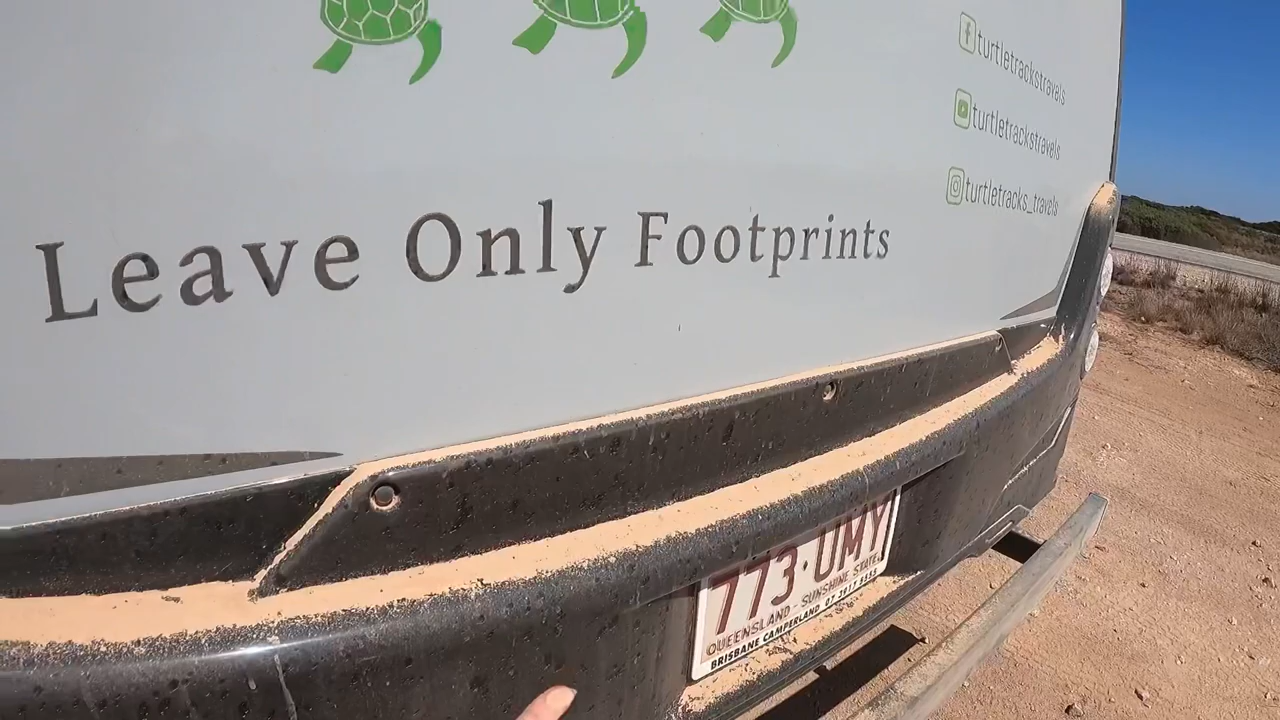 turtletrackstravels
turtletrackstravels
turtletracks_travels
Leave Only Footprints
773·UMY
QUEENSLAND - SUNSHINE STATE
BRISBANE CAMPERLAND